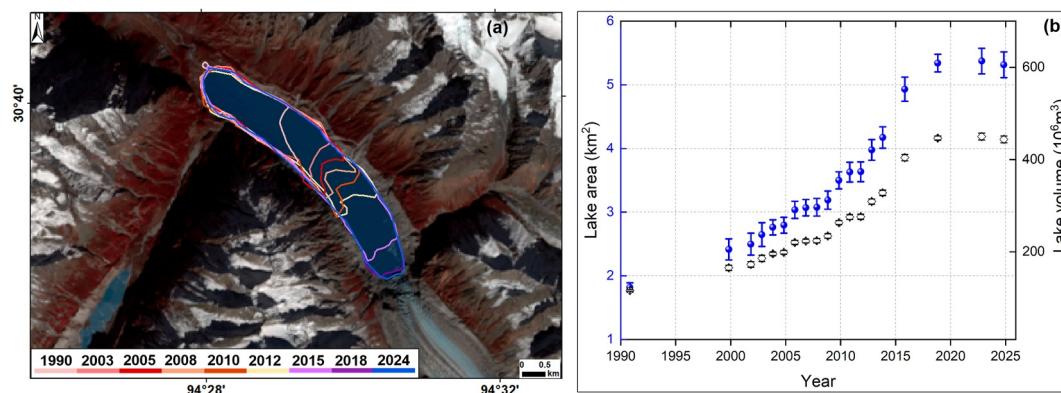 N
(a)
30°40'
1990 2003 2005 2008 2010 2012 2015 2018 2024
0 0.5
km
94°28'
94°32'
(b)
6
5
4
3
2
1
Lake area (km²)
600
400
200
Lake volume (10⁶m³)
1990 1995 2000 2005 2010 2015 2020 2025
Year